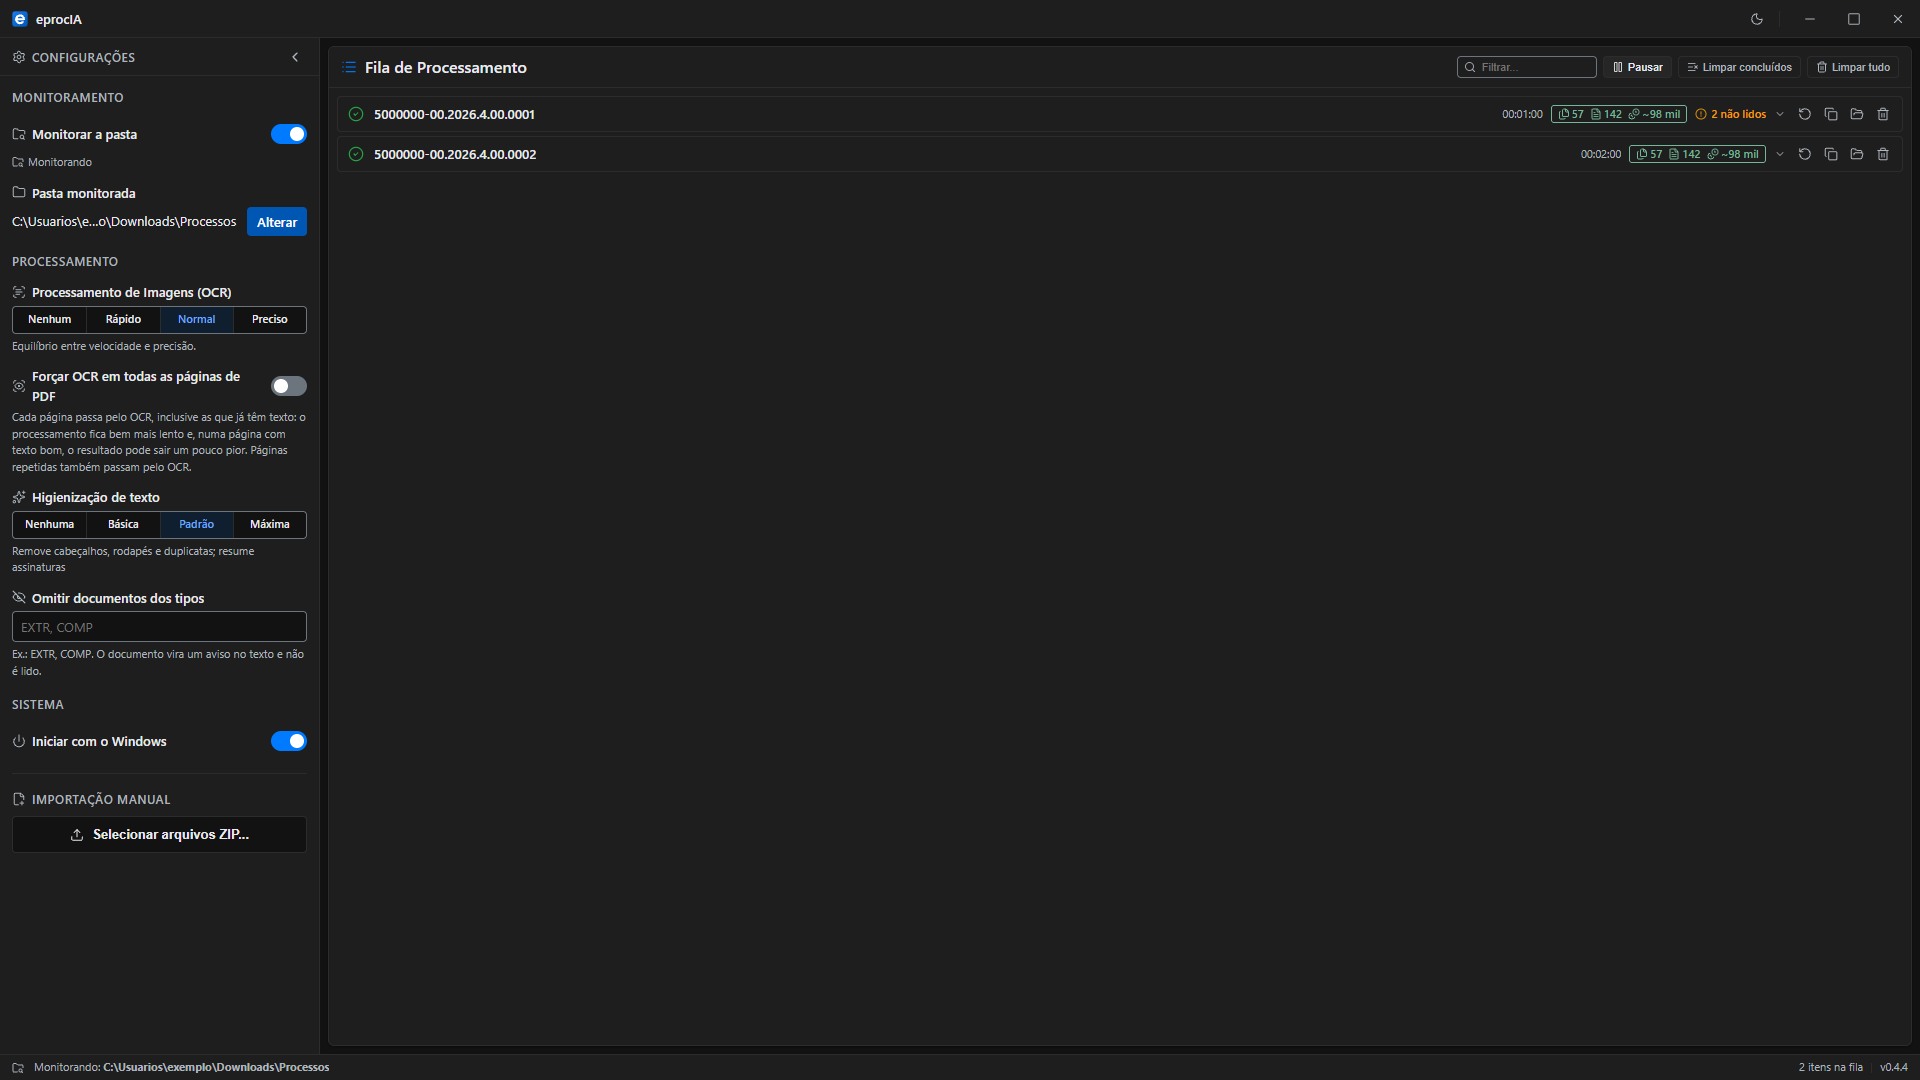 eprocIA
CONFIGURAÇÕES
MONITORAMENTO
Monitorar a pasta
Monitorando
Pasta monitorada
C:\Usuarios\e...o\Downloads\Processos
Alterar
PROCESSAMENTO
Processamento de Imagens (OCR)
Nenhum Rápido Normal Preciso
Equilíbrio entre velocidade e precisão.
Forçar OCR em todas as páginas de
PDF
Cada página passa pelo OCR, inclusive as que já têm texto: o
processamento fica bem mais lento e, numa página com
texto bom, o resultado pode sair um pouco pior. Páginas
repetidas também passam pelo OCR.
Higienização de texto
Nenhuma Básica Padrão Máxima
Remove cabeçalhos, rodapés e duplicatas; resume
assinaturas
Omitir documentos dos tipos
EXTR, COMP
Ex.: EXTR, COMP. O documento vira um aviso no texto e não
é lido.
SISTEMA
Iniciar com o Windows
IMPORTAÇÃO MANUAL
Selecionar arquivos ZIP...
Fila de Processamento
Filtrar... Pausar Limpar concluídos Limpar tudo
5000000-00.2026.4.00.0001 00:01:00 57 142 ~98 mil 2 não lidos
5000000-00.2026.4.00.0002 00:02:00 57 142 ~98 mil
Monitorando: C:\Usuarios\exemplo\Downloads\Processos
2 itens na fila v0.4.4